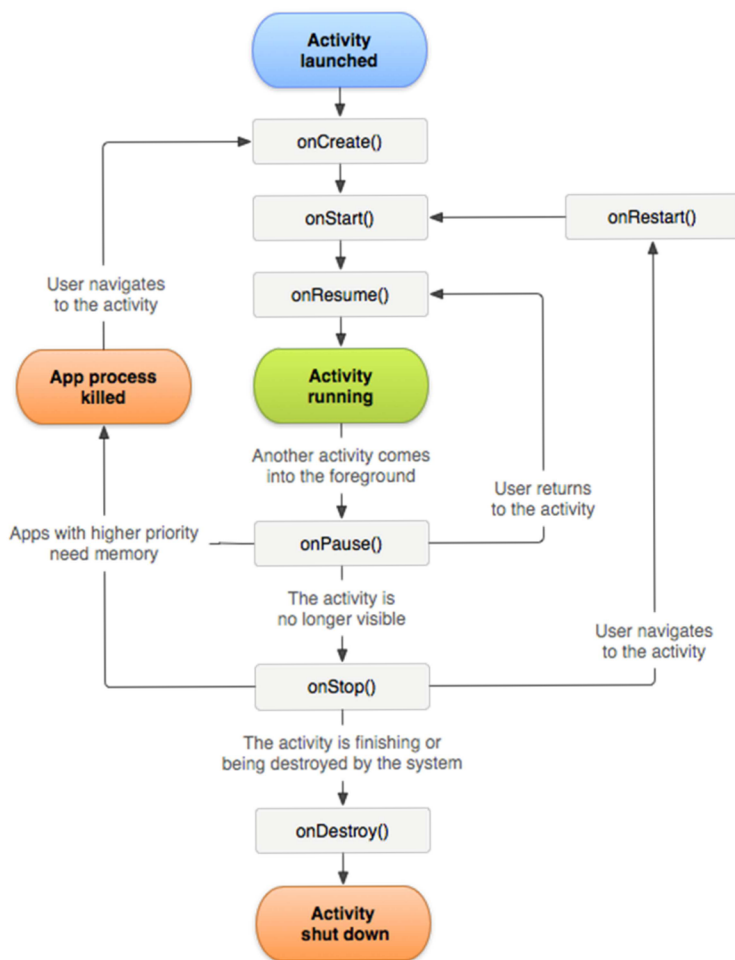 Activity
launched
onCreate()
onStart()
onRestart()
onResume()
User navigates
to the activity
App process
killed
Activity
running
Another activity comes
into the foreground
User returns
to the activity
Apps with higher priority
need memory
onPause()
The activity is
no longer visible
User navigates
to the activity
onStop()
The activity is finishing or
being destroyed by the system
onDestroy()
Activity
shut down